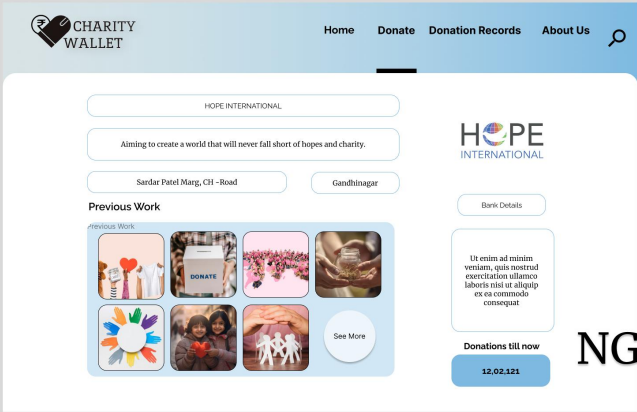 CHARITY
WALLET
Home Donate Donation Records About Us
HOPE INTERNATIONAL
Aiming to create a world that will never fall short of hopes and charity.
Sardar Patel Marg, CH -Road
Gandhinagar
HOPE
INTERNATIONAL
Bank Details
Previous Work
Previous Work
DONATE
See More
Ut enim ad minim
veniam, quis nostrud
exercitation ullamco
laboris nisi ut aliquip
ex ea commodo
consequat
Donations till now
12,02,121
NG